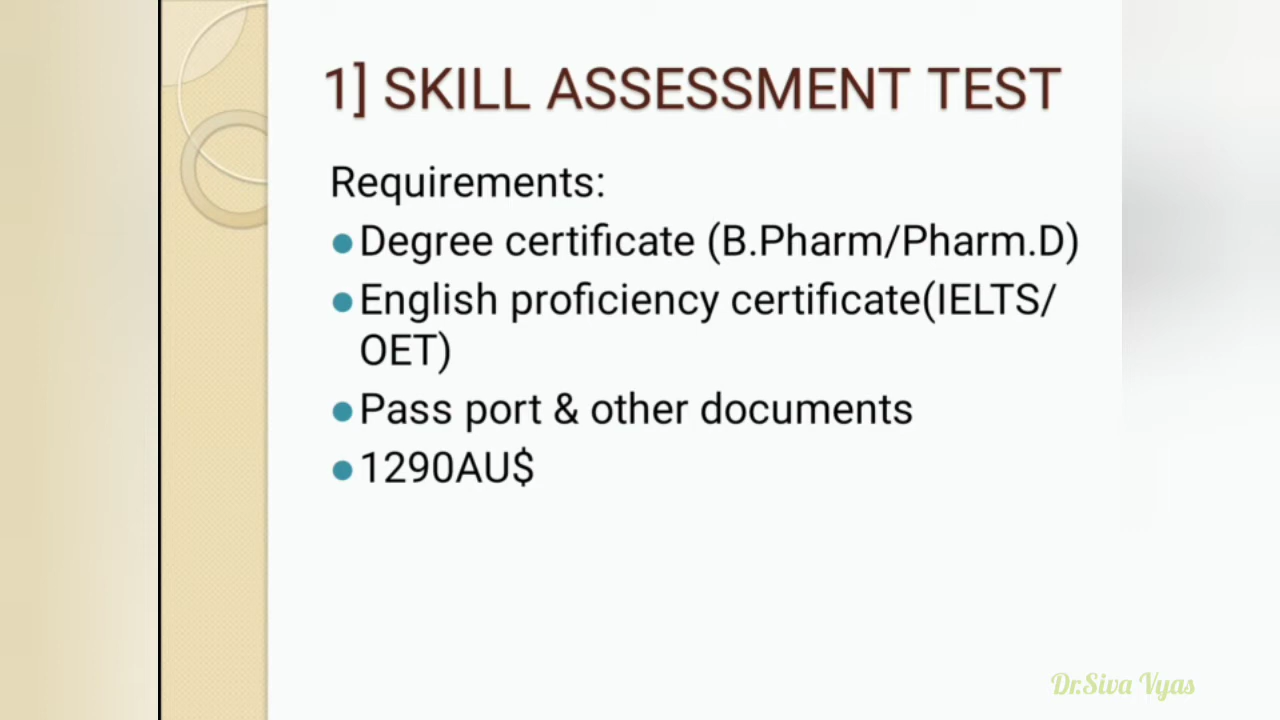 1] SKILL ASSESSMENT TEST
Requirements:
Degree certificate (B.Pharm/Pharm.D)
English proficiency certificate(IELTS/
OET)
Pass port & other documents
1290AU$
Dr.Siva Vyas